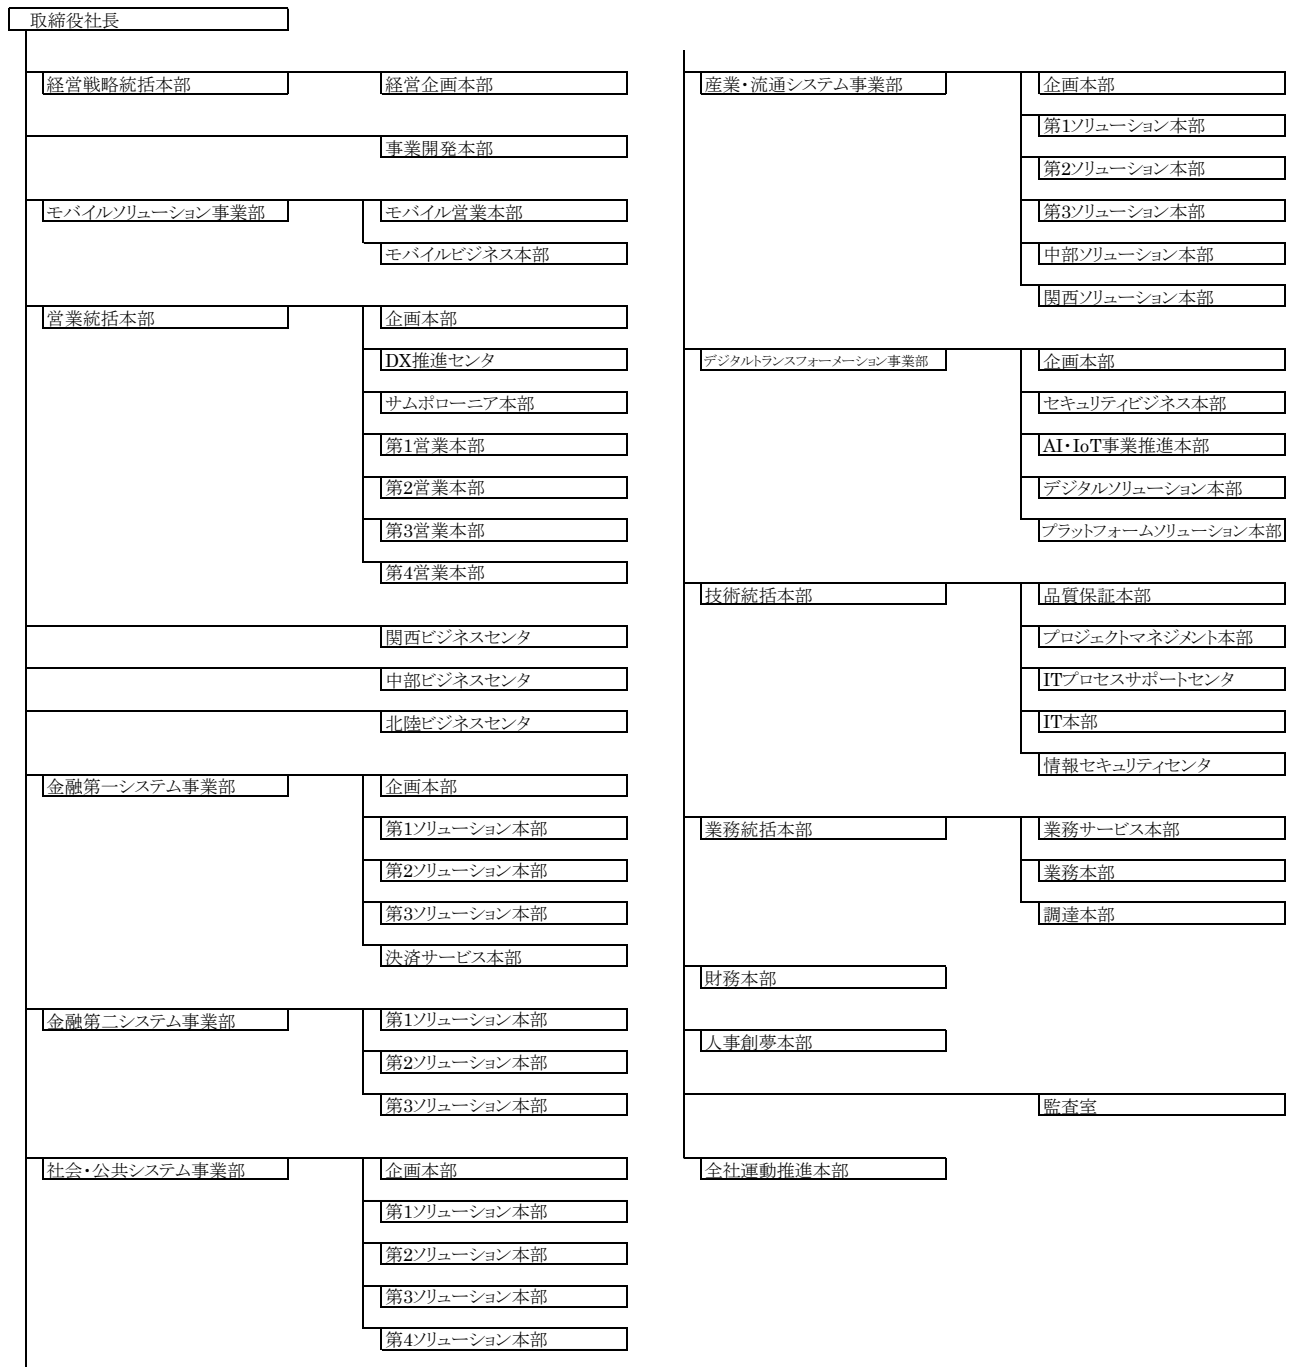 取締役社長
経営戦略統括本部
経営企画本部
事業開発本部
モバイルソリューション事業部
モバイル営業本部
モバイルビジネス本部
営業統括本部
企画本部
DX推進センタ
サムポローニア本部
第1営業本部
第2営業本部
第3営業本部
第4営業本部
関西ビジネスセンタ
中部ビジネスセンタ
北陸ビジネスセンタ
金融第一システム事業部
企画本部
第1ソリューション本部
第2ソリューション本部
第3ソリューション本部
決済サービス本部
金融第二システム事業部
第1ソリューション本部
第2ソリューション本部
第3ソリューション本部
社会・公共システム事業部
企画本部
第1ソリューション本部
第2ソリューション本部
第3ソリューション本部
第4ソリューション本部
産業・流通システム事業部
企画本部
第1ソリューション本部
第2ソリューション本部
第3ソリューション本部
中部ソリューション本部
関西ソリューション本部
デジタルトランスフォーメーション事業部
企画本部
セキュリティビジネス本部
AI・IoT事業推進本部
デジタルソリューション本部
プラットフォームソリューション本部
技術統括本部
品質保証本部
プロジェクトマネジメント本部
ITプロセスサポートセンタ
IT本部
情報セキュリティセンタ
業務統括本部
業務サービス本部
業務本部
調達本部
財務本部
人事創夢本部
監査室
全社運動推進本部